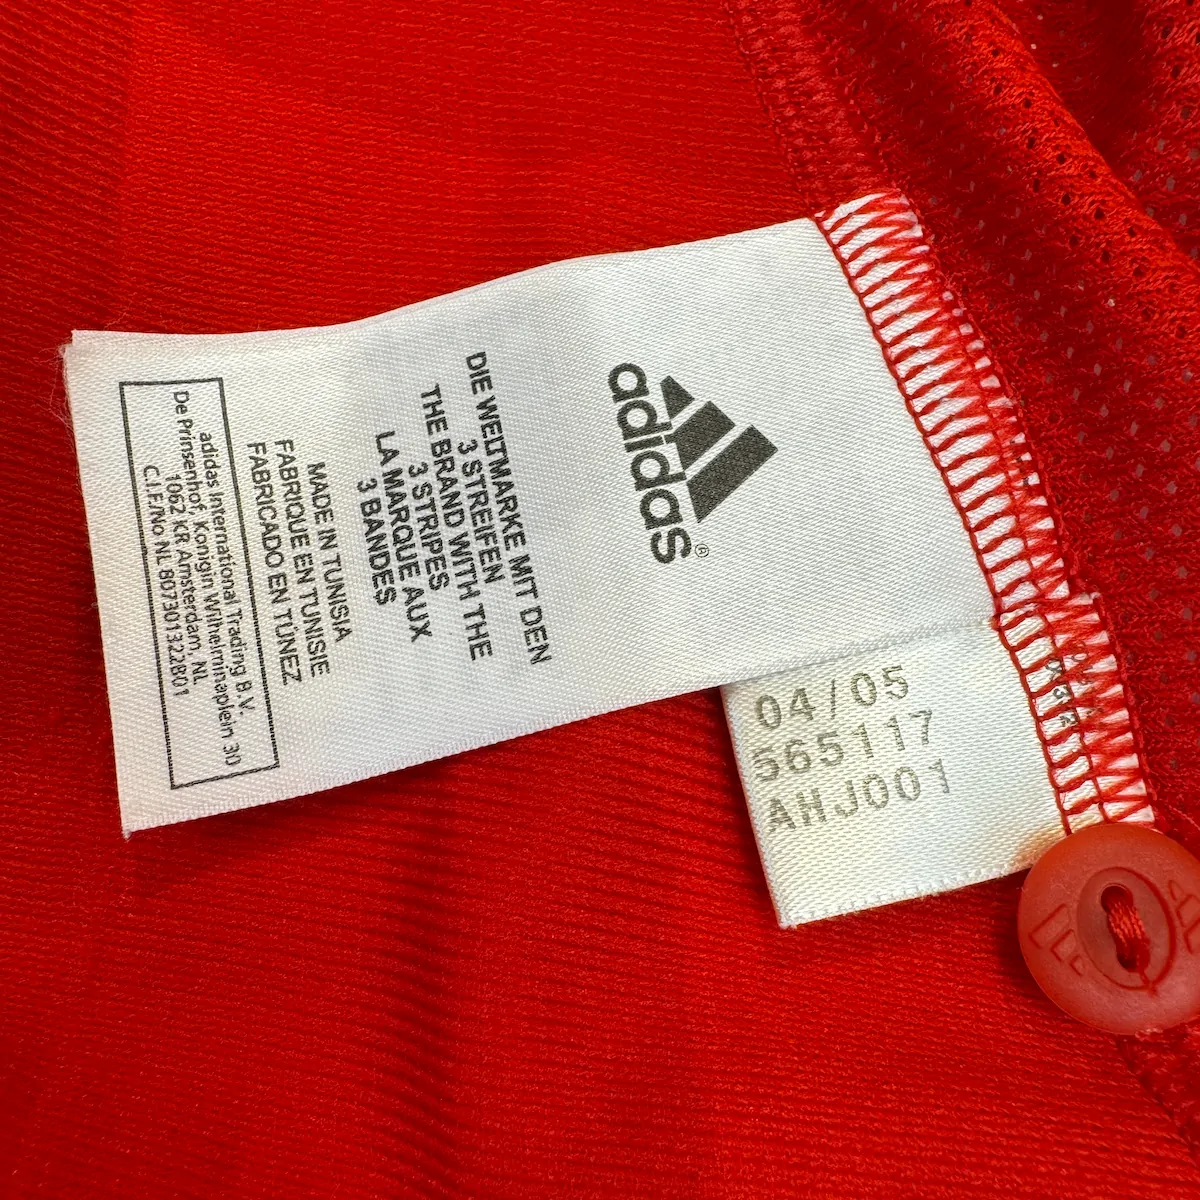 adidas®
DIE WELTMARKE MIT DEN
3 STREIFEN
THE BRAND WITH THE
3 STRIPES
LA MARQUE AUX
3 BANDES
MADE IN TUNISIA
FABRIQUE EN TUNISIE
FABRICADO EN TÚNEZ
adidas International Trading B.V.
De Prinsenhof, Konigin Wilhelminaplein 30
1062 KR Amsterdam, NL
C.I.F./No NL 807301322B01
04/05
565117
AHJ001